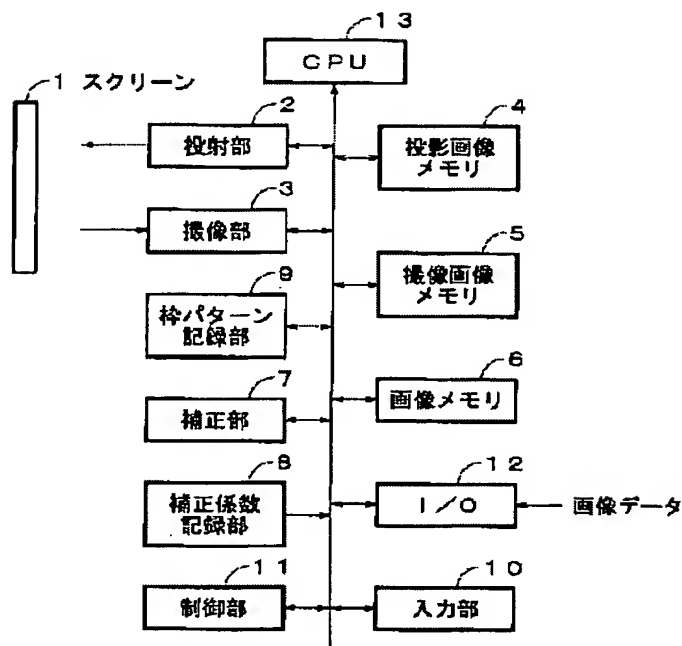 13
CPU
1 スクリーン
2
投射部
4
投影画像
メモリ
3
撮像部
5
撮像画像
メモリ
9
枠パターン
記録部
6
画像メモリ
7
補正部
12
I/O
画像データ
8
補正係数
記録部
11
制御部
10
入力部